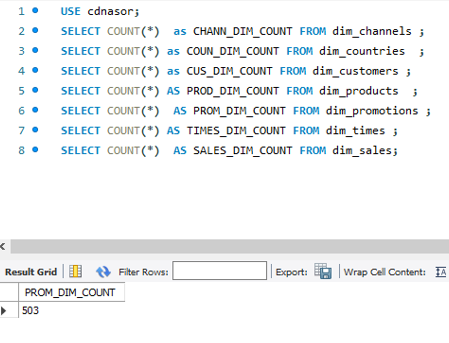 1 USE cdnasor;
2 SELECT COUNT(*) as CHANN_DIM_COUNT FROM dim_channels ;
3 SELECT COUNT(*) as COUN_DIM_COUNT FROM dim_countries ;
4 SELECT COUNT(*) as CUS_DIM_COUNT FROM dim_customers ;
5 SELECT COUNT(*) AS PROD_DIM_COUNT FROM dim_products ;
6 SELECT COUNT(*) AS PROM_DIM_COUNT FROM dim_promotions ;
7 SELECT COUNT(*) AS TIMES_DIM_COUNT FROM dim_times ;
8 SELECT COUNT(*) AS SALES_DIM_COUNT FROM dim_sales;
Result Grid Filter Rows: Export: Wrap Cell Content: IA
PROM_DIM_COUNT
503